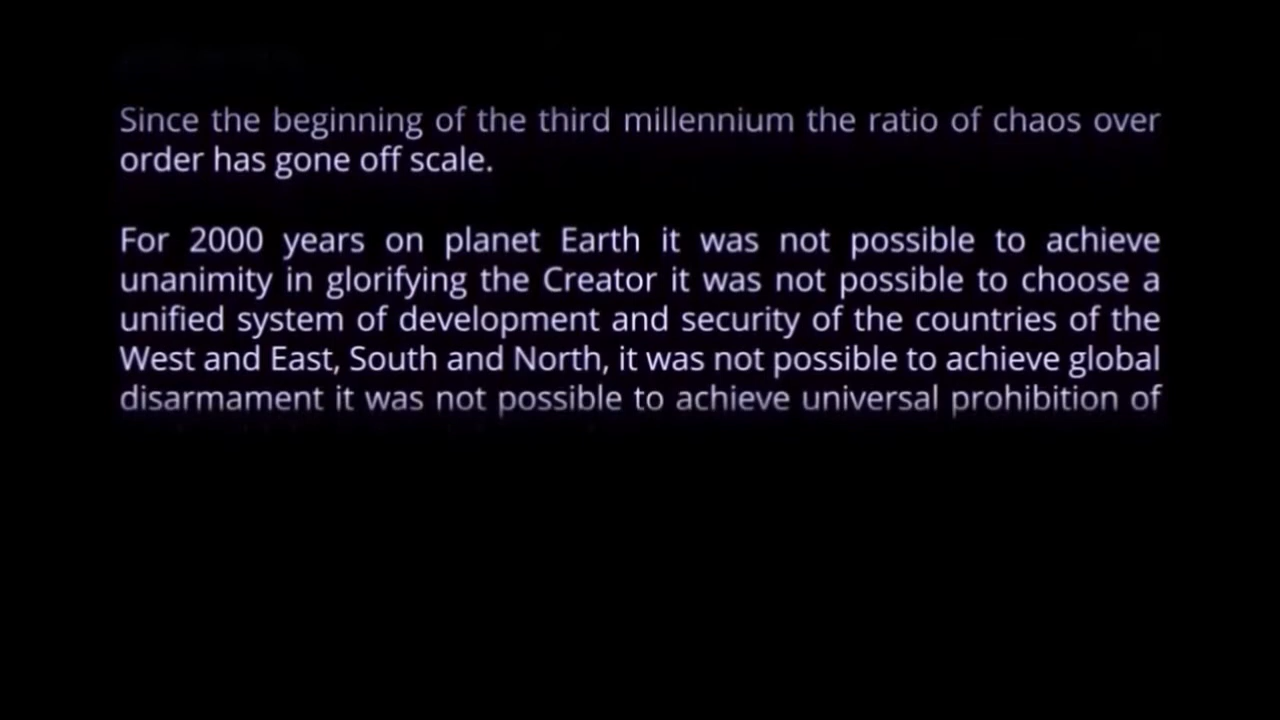 Since the beginning of the third millennium the ratio of chaos over
order has gone off scale.
For 2000 years on planet Earth it was not possible to achieve
unanimity in glorifying the Creator it was not possible to choose a
unified system of development and security of the countries of the
West and East, South and North, it was not possible to achieve global
disarmament it was not possible to achieve universal prohibition of